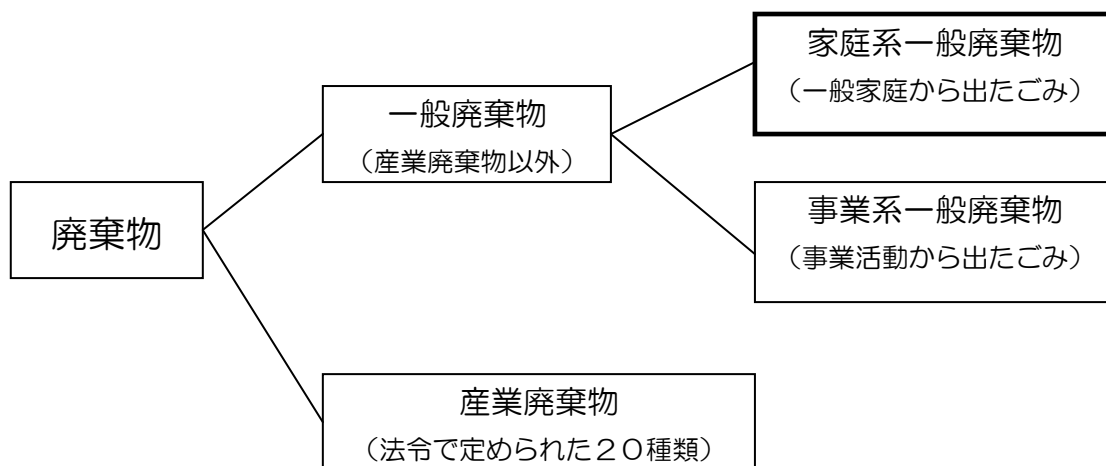 廃棄物
一般廃棄物
（産業廃棄物以外）
家庭系一般廃棄物
（一般家庭から出たごみ）
事業系一般廃棄物
（事業活動から出たごみ）
産業廃棄物
（法令で定められた２０種類）